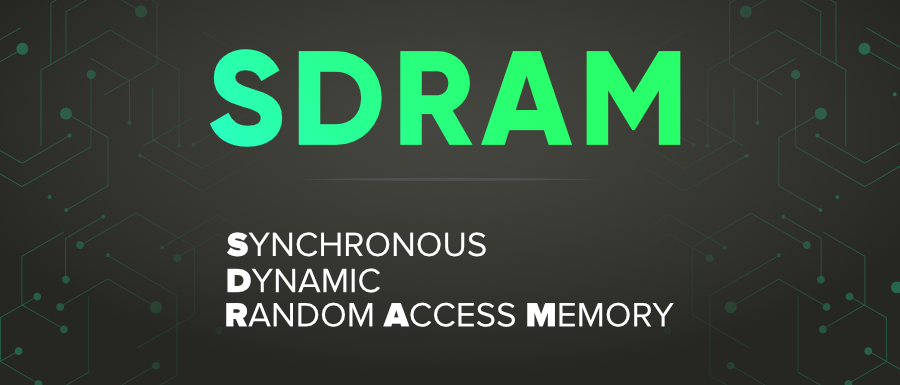 SDRAM
SYNCHRONOUS
DYNAMIC
RANDOM ACCESS MEMORY